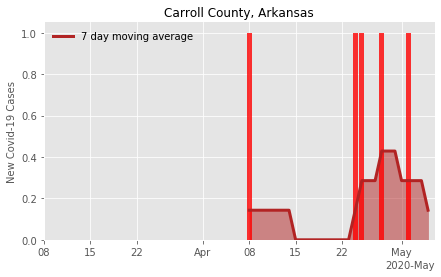 Carroll County, Arkansas
7 day moving average
New Covid-19 Cases
1.0
0.8
0.6
0.4
0.2
0.0
08 15 22 Apr 08 15 22 May
2020-May